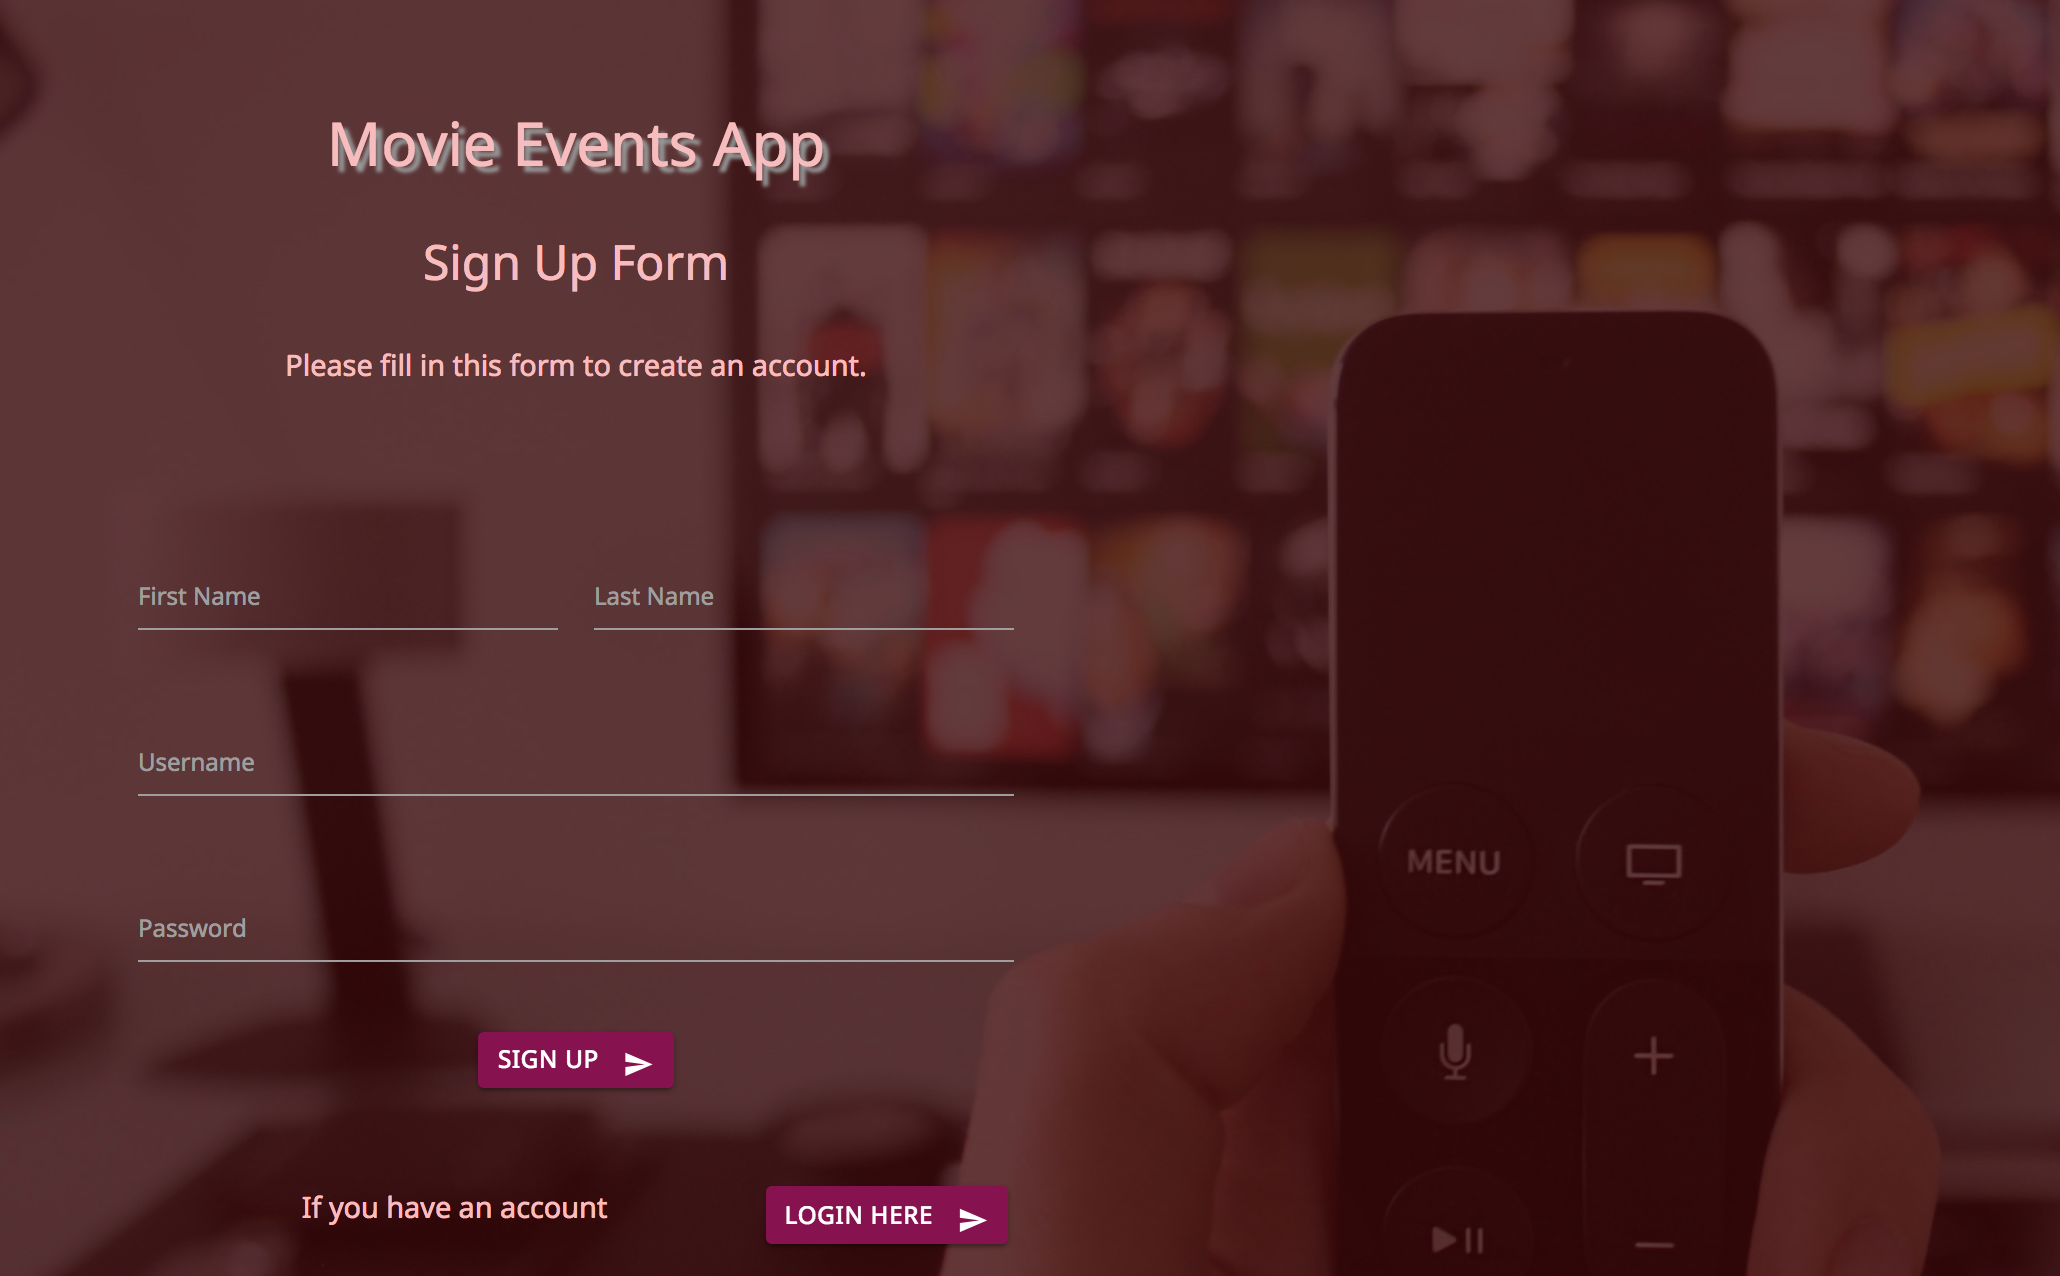 Movie Events App
Sign Up Form
Please fill in this form to create an account.
First Name
Last Name
Username
Password
MENU
SIGN UP
If you have an account
LOGIN HERE